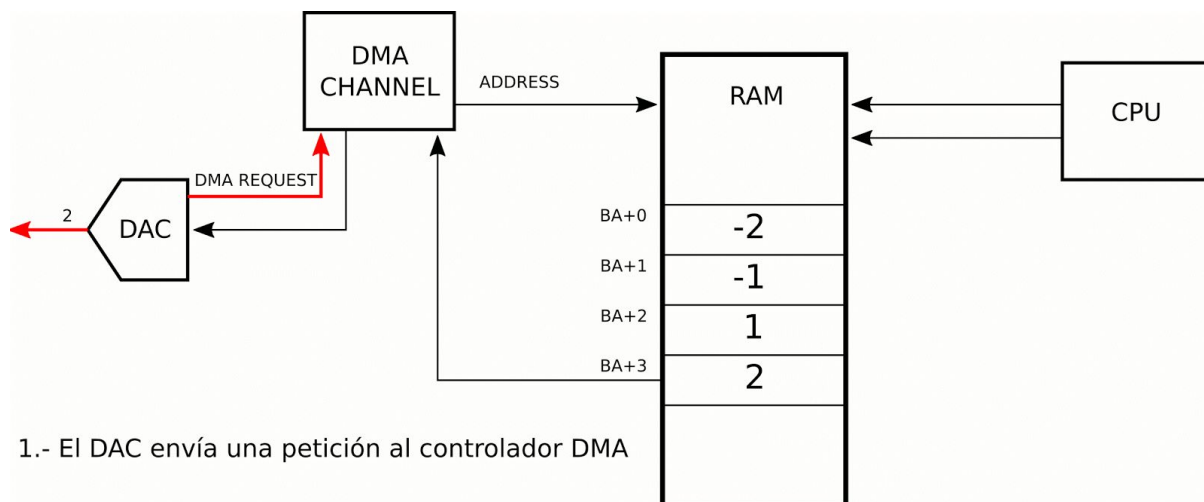 DMA
CHANNEL
ADDRESS
RAM
CPU
DMA REQUEST
2
DAC
BA+0
-2
BA+1
-1
BA+2
1
BA+3
2
1.- El DAC envía una petición al controlador DMA